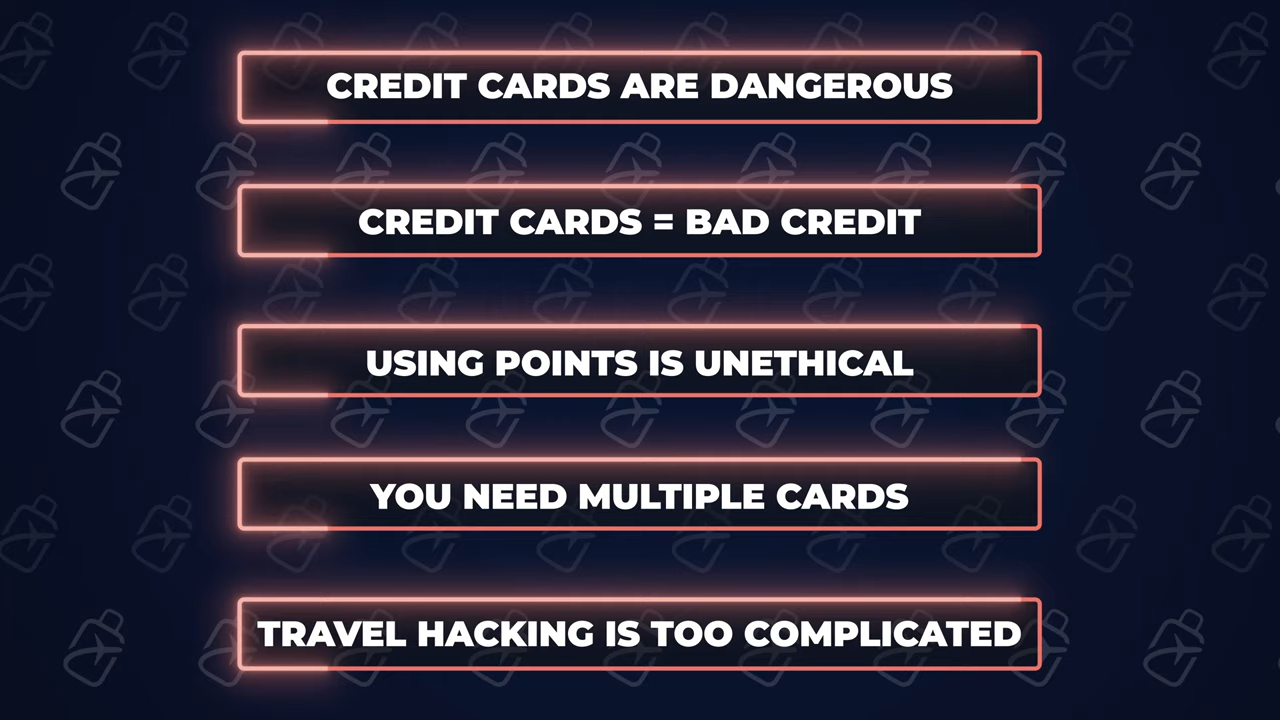 CREDIT CARDS ARE DANGEROUS
CREDIT CARDS = BAD CREDIT
USING POINTS IS UNETHICAL
YOU NEED MULTIPLE CARDS
TRAVEL HACKING IS TOO COMPLICATED